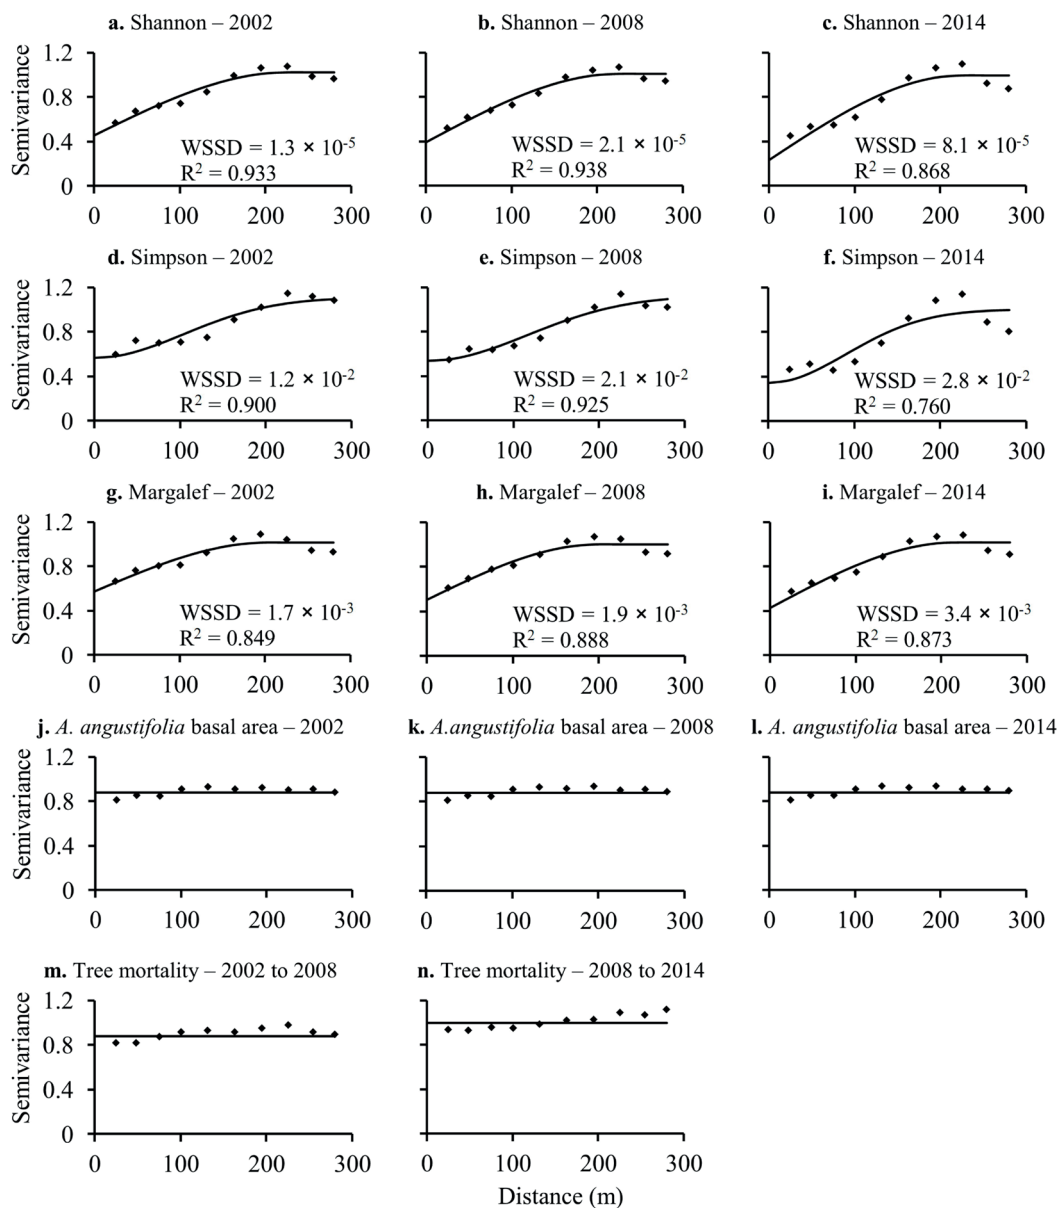 a. Shannon – 2002
b. Shannon – 2008
c. Shannon – 2014
Semivariance
1.2
0.8
0.4
0
WSSD = 1.3 × 10-5
R2 = 0.933
WSSD = 2.1 × 10-5
R2 = 0.938
WSSD = 8.1 × 10-5
R2 = 0.868
0 100 200 300
0 100 200 300
0 100 200 300
d. Simpson – 2002
e. Simpson – 2008
f. Simpson – 2014
Semivariance
1.2
0.8
0.4
0
WSSD = 1.2 × 10-2
R2 = 0.900
WSSD = 2.1 × 10-2
R2 = 0.925
WSSD = 2.8 × 10-2
R2 = 0.760
0 100 200 300
0 100 200 300
0 100 200 300
g. Margalef – 2002
h. Margalef – 2008
i. Margalef – 2014
Semivariance
1.2
0.8
0.4
0
WSSD = 1.7 × 10-3
R2 = 0.849
WSSD = 1.9 × 10-3
R2 = 0.888
WSSD = 3.4 × 10-3
R2 = 0.873
0 100 200 300
0 100 200 300
0 100 200 300
j. A. angustifolia basal area – 2002
k. A.angustifolia basal area – 2008
l. A. angustifolia basal area – 2014
Semivariance
1.2
0.8
0.4
0
0 100 200 300
0 100 200 300
0 100 200 300
m. Tree mortality – 2002 to 2008
n. Tree mortality – 2008 to 2014
Semivariance
1.2
0.8
0.4
0
0 100 200 300
0 100 200 300
Distance (m)